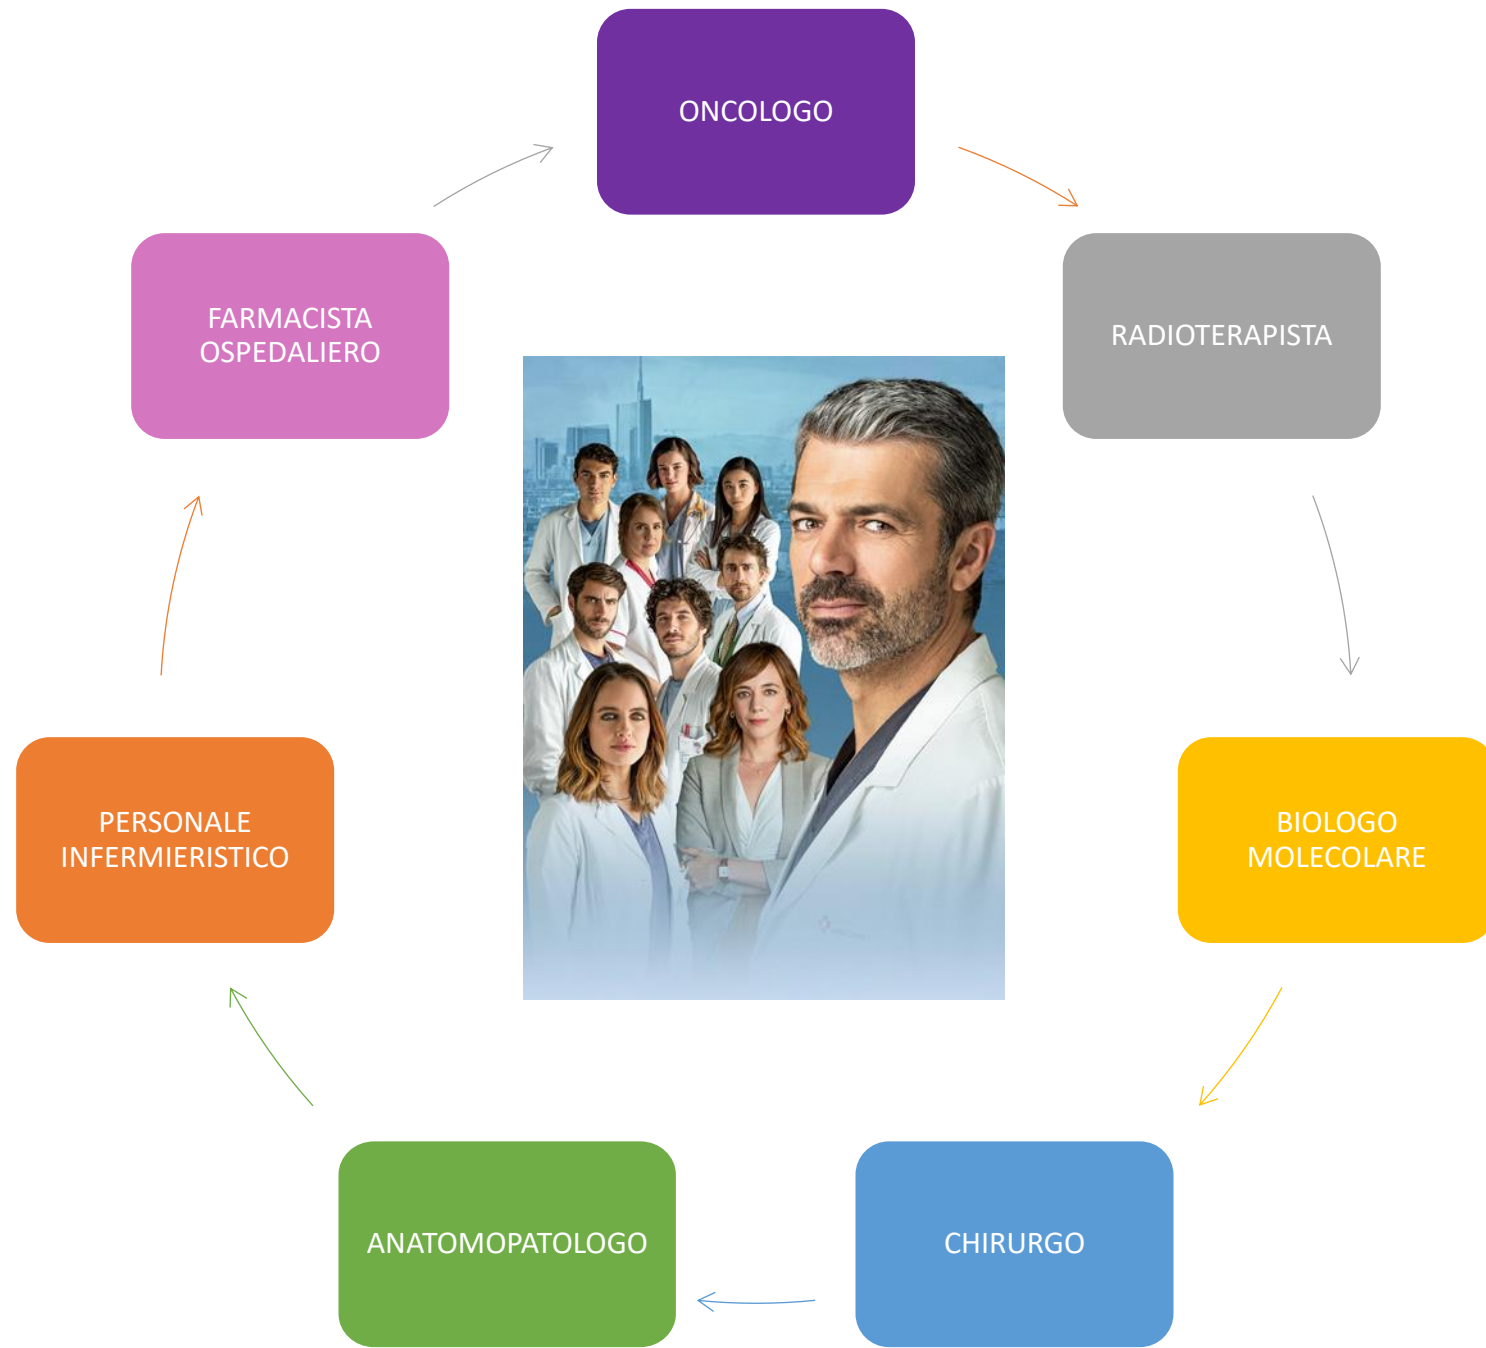 ONCOLOGO
RADIOTERAPISTA
BIOLOGO
MOLECOLARE
CHIRURGO
ANATOMOPATOLOGO
PERSONALE
INFERMIERISTICO
FARMACISTA
OSPEDALIERO